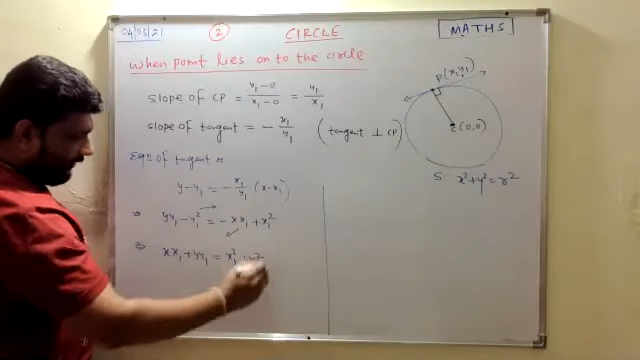 04/05/21 ② CIRCLE MATHS
When point lies on to the circle
slope of CP = (y₁-0)/(x₁-0) = y₁/x₁
slope of tangent = - x₁/y₁ (tangent ⊥ CP)
Eqn of tangent is
y-y₁ = - x₁/y₁ (x-x₁)
⇒ yy₁ - y₁² = - xx₁ + x₁²
⇒ xx₁ + yy₁ = x₁²
P(x₁,y₁)
C(0,0)
S x²+y²=r²